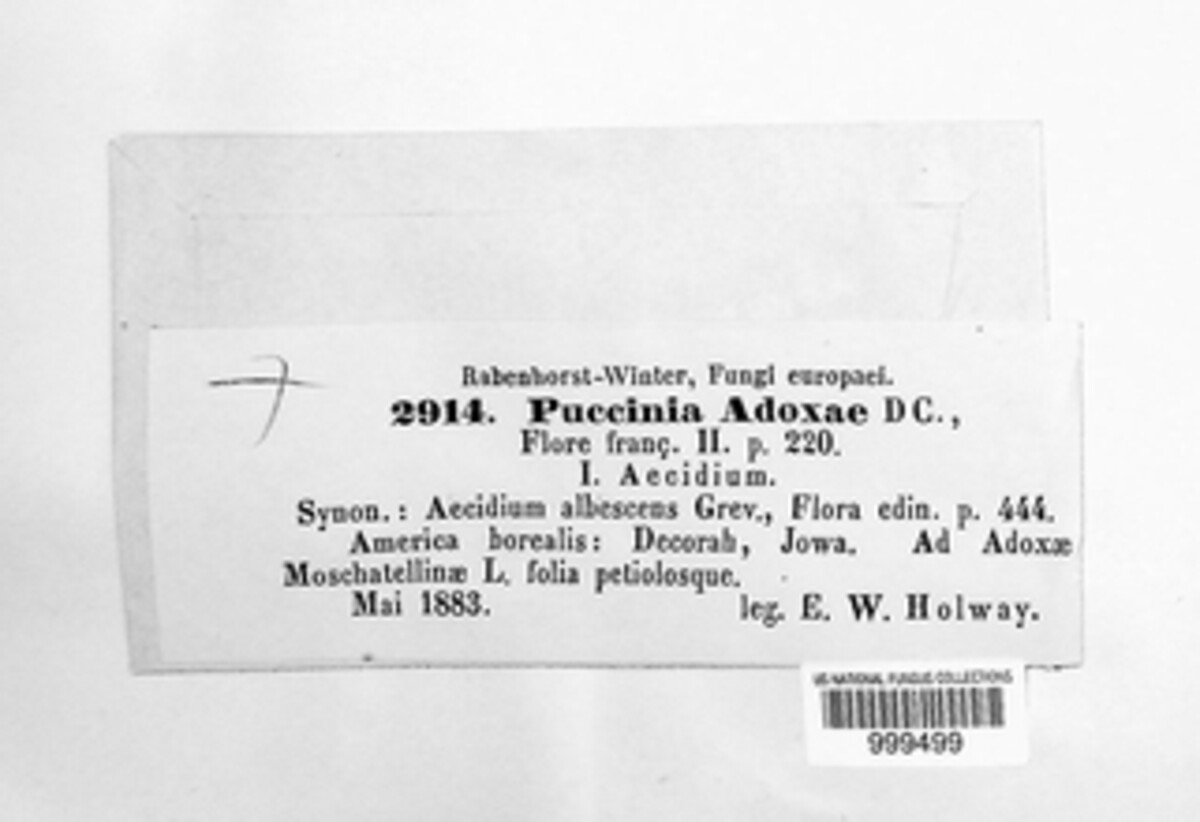 Rabenhorst-Winter, Fungi europaei.
2914. Puccinia Adoxae DC.,
Flore franç. II. p. 220.
I. Aecidium.
Synon.: Aecidium albescens Grev., Flora edin. p. 444.
America borealis: Decorah, Jowa. Ad Adoxæ
Moschatellinæ L. folia petiolosque.
Mai 1883. leg. E. W. Holway.
US NATIONAL FUNGUS COLLECTIONS
999499